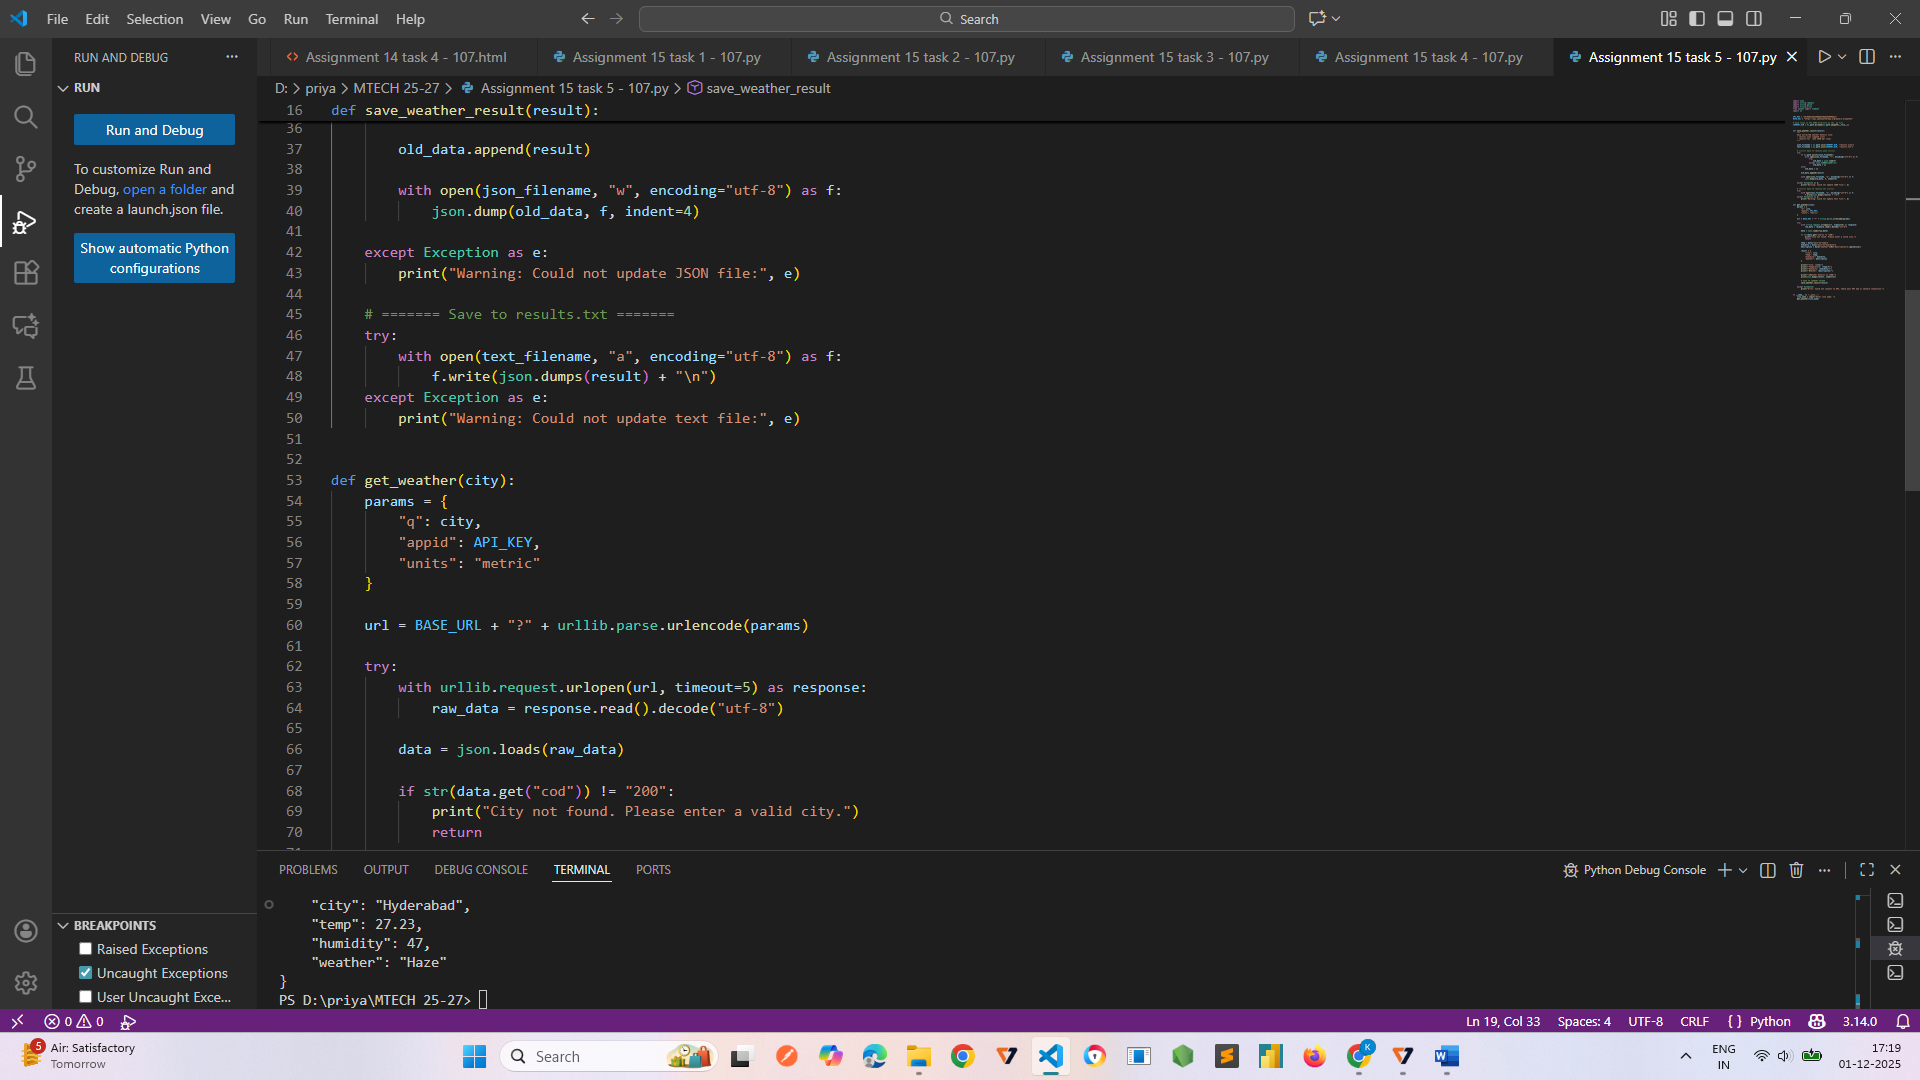 File Edit Selection View Go Run Terminal Help
Search
RUN AND DEBUG
Assignment 14 task 4 - 107.html
Assignment 15 task 1 - 107.py
Assignment 15 task 2 - 107.py
Assignment 15 task 3 - 107.py
Assignment 15 task 4 - 107.py
Assignment 15 task 5 - 107.py
RUN
Run and Debug
To customize Run and
Debug, open a folder and
create a launch.json file.
Show automatic Python
configurations
D: > priya > MTECH 25-27 > Assignment 15 task 5 - 107.py > save_weather_result
16 def save_weather_result(result):
36
37 old_data.append(result)
38
39 with open(json_filename, "w", encoding="utf-8") as f:
40 json.dump(old_data, f, indent=4)
41
42 except Exception as e:
43 print("Warning: Could not update JSON file:", e)
44
45 # ======= Save to results.txt =======
46 try:
47 with open(text_filename, "a", encoding="utf-8") as f:
48 f.write(json.dumps(result) + "\n")
49 except Exception as e:
50 print("Warning: Could not update text file:", e)
51
52
53 def get_weather(city):
54 params = {
55 "q": city,
56 "appid": API_KEY,
57 "units": "metric"
58 }
59
60 url = BASE_URL + "?" + urllib.parse.urlencode(params)
61
62 try:
63 with urllib.request.urlopen(url, timeout=5) as response:
64 raw_data = response.read().decode("utf-8")
65
66 data = json.loads(raw_data)
67
68 if str(data.get("cod")) != "200":
69 print("City not found. Please enter a valid city.")
70 return
PROBLEMS OUTPUT DEBUG CONSOLE TERMINAL PORTS
Python Debug Console
"city": "Hyderabad",
"temp": 27.23,
"humidity": 47,
"weather": "Haze"
}
PS D:\priya\MTECH 25-27>
BREAKPOINTS
Raised Exceptions
Uncaught Exceptions
User Uncaught Exce...
0 0
Ln 19, Col 33 Spaces: 4 UTF-8 CRLF { } Python 3.14.0
5
Air: Satisfactory
Tomorrow
Search
K
ENG
IN
17:19
01-12-2025